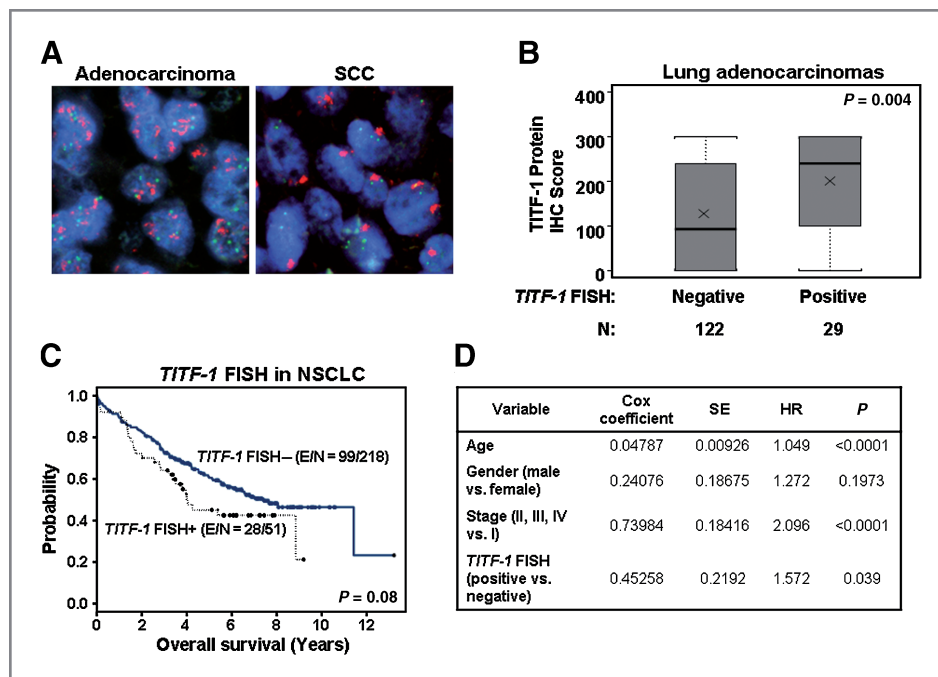 A
Adenocarcinoma
SCC
B
Lung adenocarcinomas
P = 0.004
400
300
200
100
0
TITF-1 Protein
IHC Score
TITF-1 FISH:
Negative
Positive
N:
122
29
C
TITF-1 FISH in NSCLC
1.0
0.8
0.6
0.4
0.2
0.0
Probability
TITF-1 FISH– (E/N = 99/218)
TITF-1 FISH+ (E/N = 28/51)
P = 0.08
0 2 4 6 8 10 12
Overall survival (Years)
D
Variable Cox coefficient SE HR P
Age 0.04787 0.00926 1.049 <0.0001
Gender (male
vs. female) 0.24076 0.18675 1.272 0.1973
Stage (II, III, IV
vs. I) 0.73984 0.18416 2.096 <0.0001
TITF-1 FISH
(positive vs.
negative) 0.45258 0.2192 1.572 0.039